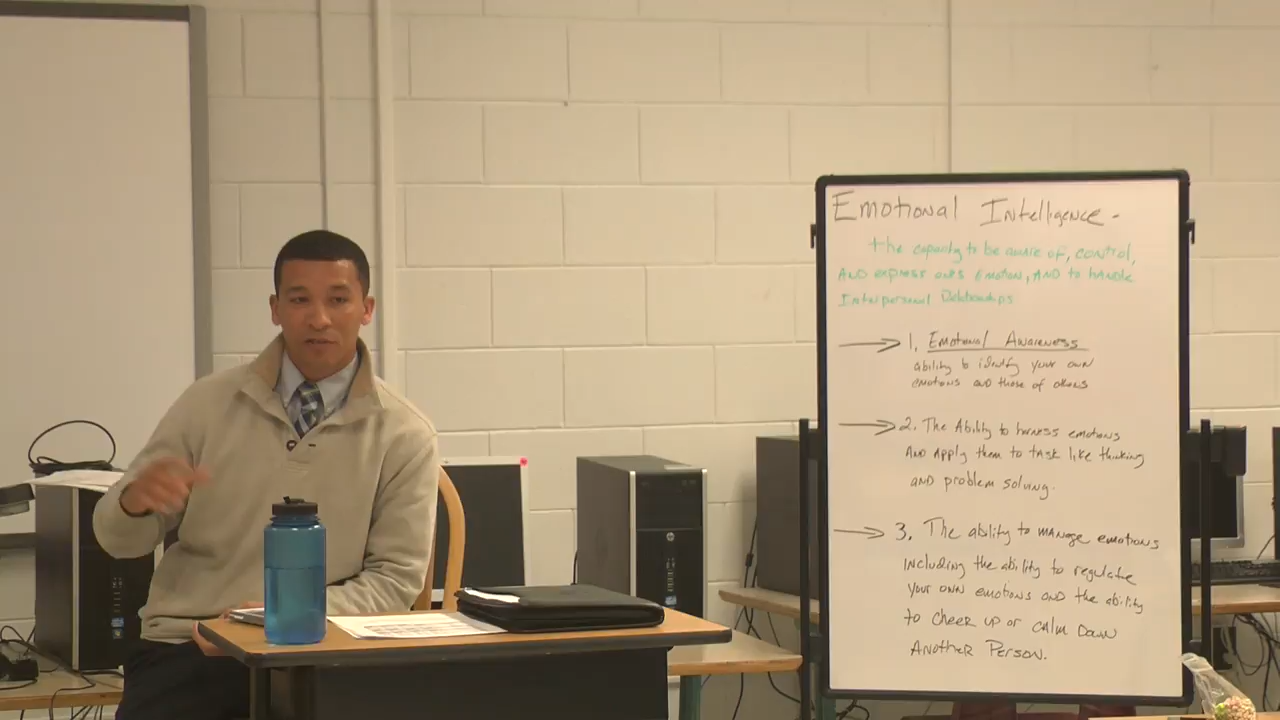 Emotional Intelligence -
the capacity to be aware of, control,
AND express ones Emotion, AND to handle
Interpersonal Relationships
1. Emotional Awareness
ability to identify your own
emotions AND those of others
2. The Ability to harness emotions
AND Apply them to task like thinking
AND problem solving.
3. The ability to manage emotions
including the ability to regulate
your own emotions AND the ability
to cheer up or calm Down
Another Person.
hp